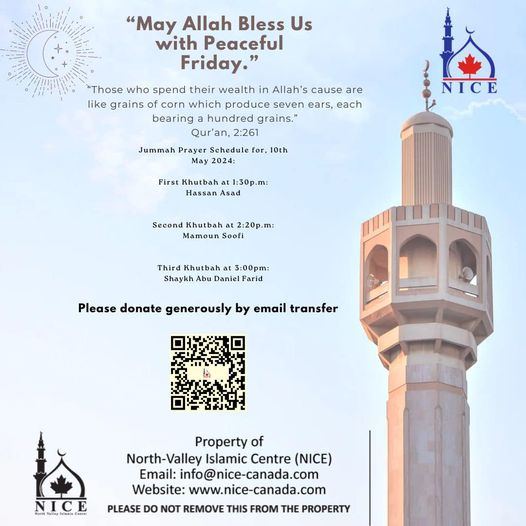 “May Allah Bless Us
with Peaceful
Friday.”
NICE
“Those who spend their wealth in Allah’s cause are
like grains of corn which produce seven ears, each
bearing a hundred grains.”
Qur’an, 2:261
Jummah Prayer Schedule for, 10th
May 2024:
First Khutbah at 1:30p.m:
Hassan Asad
Second Khutbah at 2:20p.m:
Mamoun Soofi
Third Khutbah at 3:00pm:
Shaykh Abu Daniel Farid
Please donate generously by email transfer
Property of
North-Valley Islamic Centre (NICE)
Email: info@nice-canada.com
Website: www.nice-canada.com
PLEASE DO NOT REMOVE THIS FROM THE PROPERTY
NICE
North Valley Islamic Center